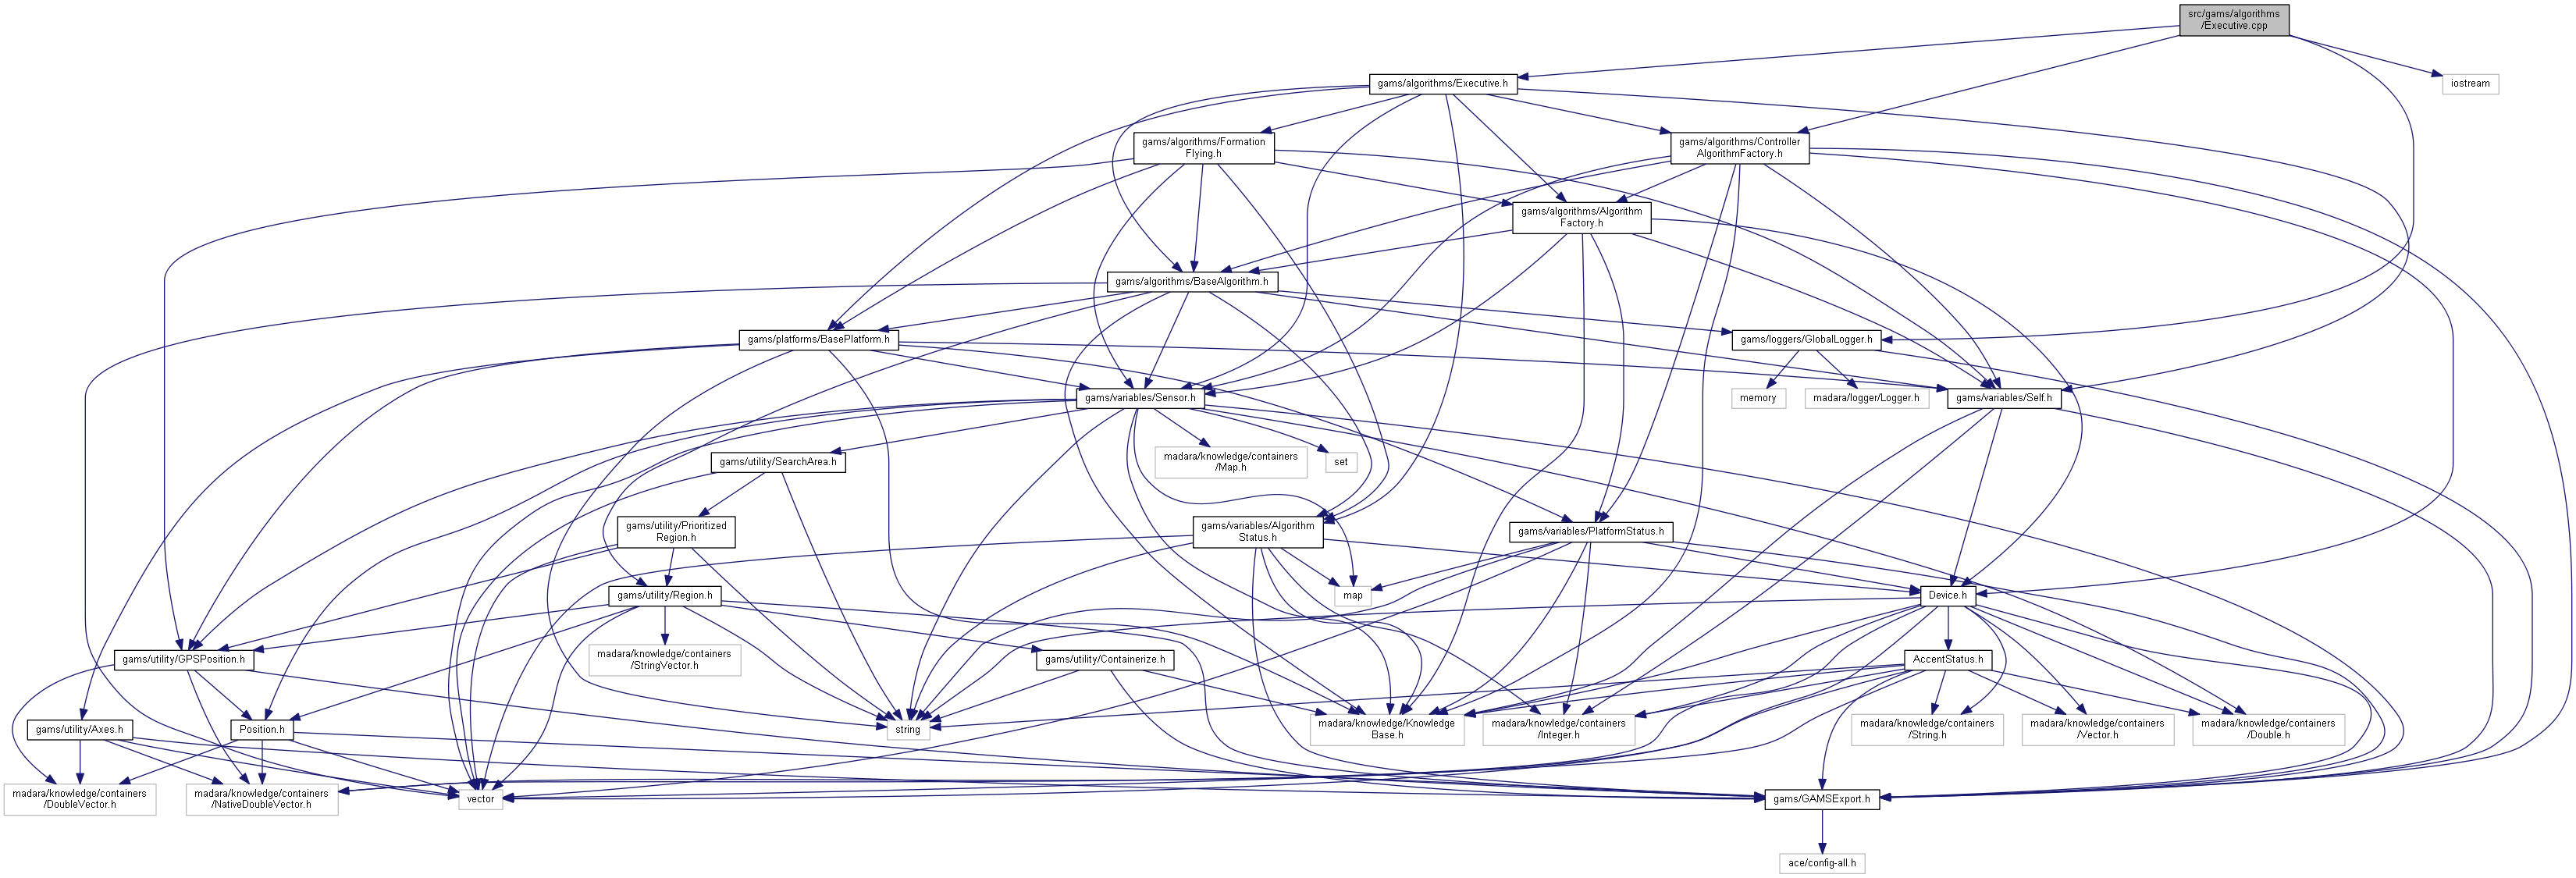 src/gams/algorithms
/Executive.cpp
gams/algorithms/Executive.h
iostream
gams/algorithms/Formation
Flying.h
gams/algorithms/Controller
AlgorithmFactory.h
gams/algorithms/Algorithm
Factory.h
gams/algorithms/BaseAlgorithm.h
gams/platforms/BasePlatform.h
gams/loggers/GlobalLogger.h
gams/variables/Sensor.h
memory
madara/logger/Logger.h
gams/variables/Self.h
gams/utility/SearchArea.h
madara/knowledge/containers
/Map.h
set
gams/utility/Prioritized
Region.h
gams/variables/Algorithm
Status.h
gams/variables/PlatformStatus.h
gams/utility/Region.h
map
Device.h
gams/utility/GPSPosition.h
madara/knowledge/containers
/StringVector.h
gams/utility/Containerize.h
AccentStatus.h
gams/utility/Axes.h
Position.h
string
madara/knowledge/Knowledge
Base.h
madara/knowledge/containers
/Integer.h
madara/knowledge/containers
/String.h
madara/knowledge/containers
/Vector.h
madara/knowledge/containers
/Double.h
madara/knowledge/containers
/DoubleVector.h
madara/knowledge/containers
/NativeDoubleVector.h
vector
gams/GAMSExport.h
ace/config-all.h